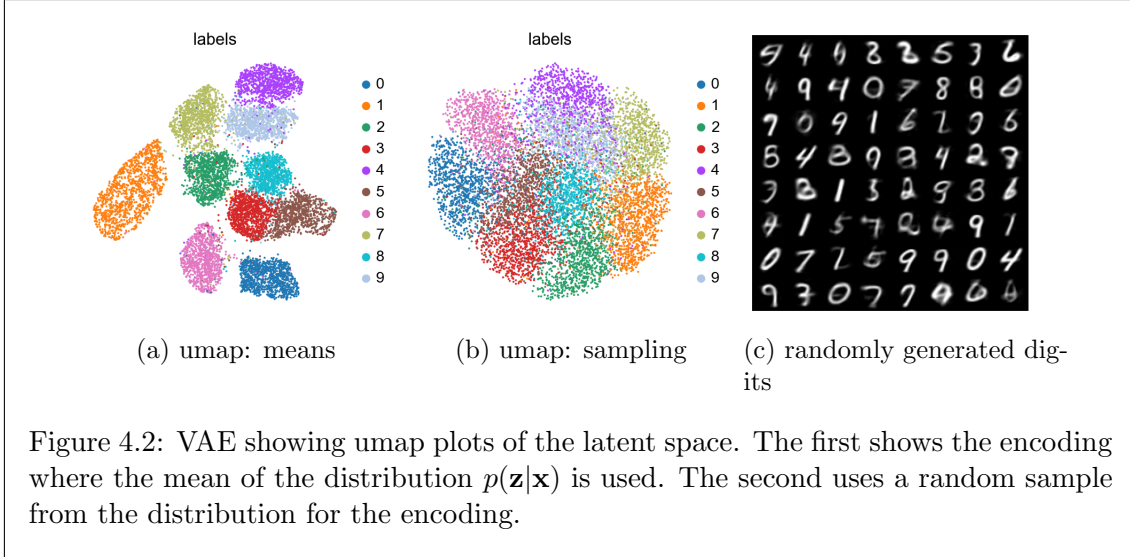 labels
0
1
2
3
4
5
6
7
8
9
labels
0
1
2
3
4
5
6
7
8
9
(a) umap: means
(b) umap: sampling
(c) randomly generated dig-
its
Figure 4.2: VAE showing umap plots of the latent space. The first shows the encoding
where the mean of the distribution p(z|x) is used. The second uses a random sample
from the distribution for the encoding.